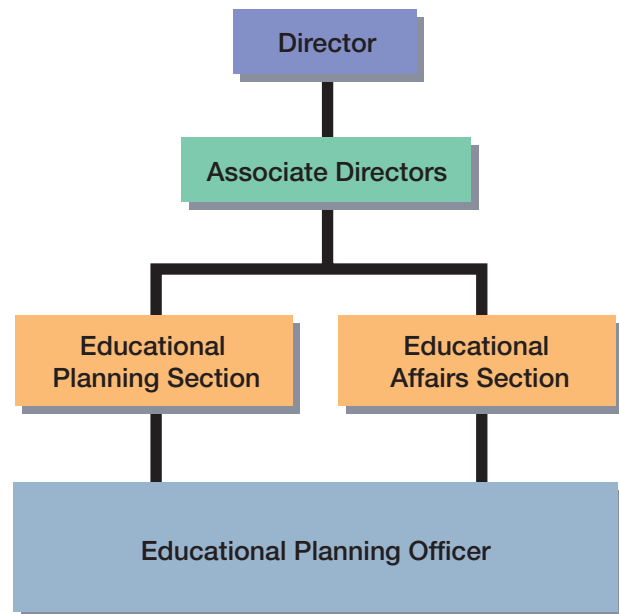 Director
Associate Directors
Educational
Planning Section
Educational
Affairs Section
Educational Planning Officer